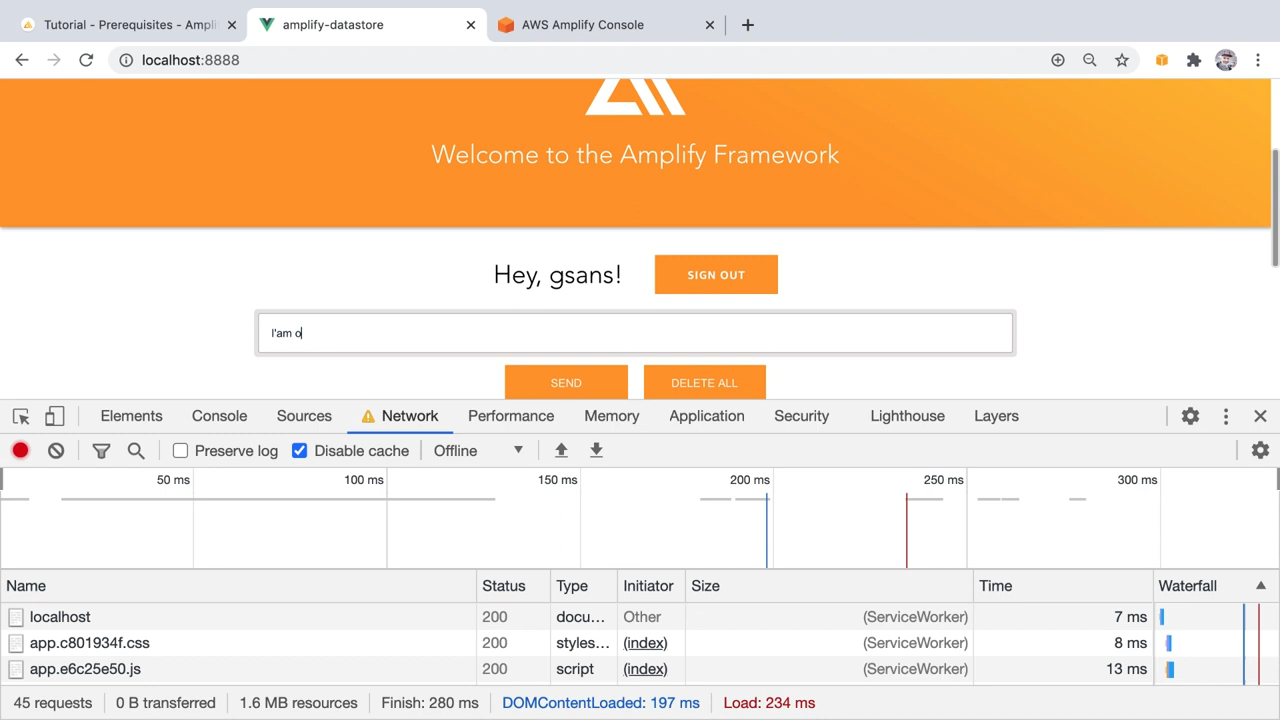 Tutorial - Prerequisites - Ampli
amplify-datastore
AWS Amplify Console
localhost:8888
Welcome to the Amplify Framework
Hey, gsans!
SIGN OUT
I'am o
SEND
DELETE ALL
Elements
Console
Sources
Network
Performance
Memory
Application
Security
Lighthouse
Layers
Preserve log
Disable cache
Offline
50 ms
100 ms
150 ms
200 ms
250 ms
300 ms
Name Status Type Initiator Size Time Waterfall
localhost 200 docu... Other (ServiceWorker) 7 ms
app.c801934f.css 200 styles... (index) (ServiceWorker) 8 ms
app.e6c25e50.js 200 script (index) (ServiceWorker) 13 ms
45 requests 0 B transferred 1.6 MB resources Finish: 280 ms DOMContentLoaded: 197 ms Load: 234 ms